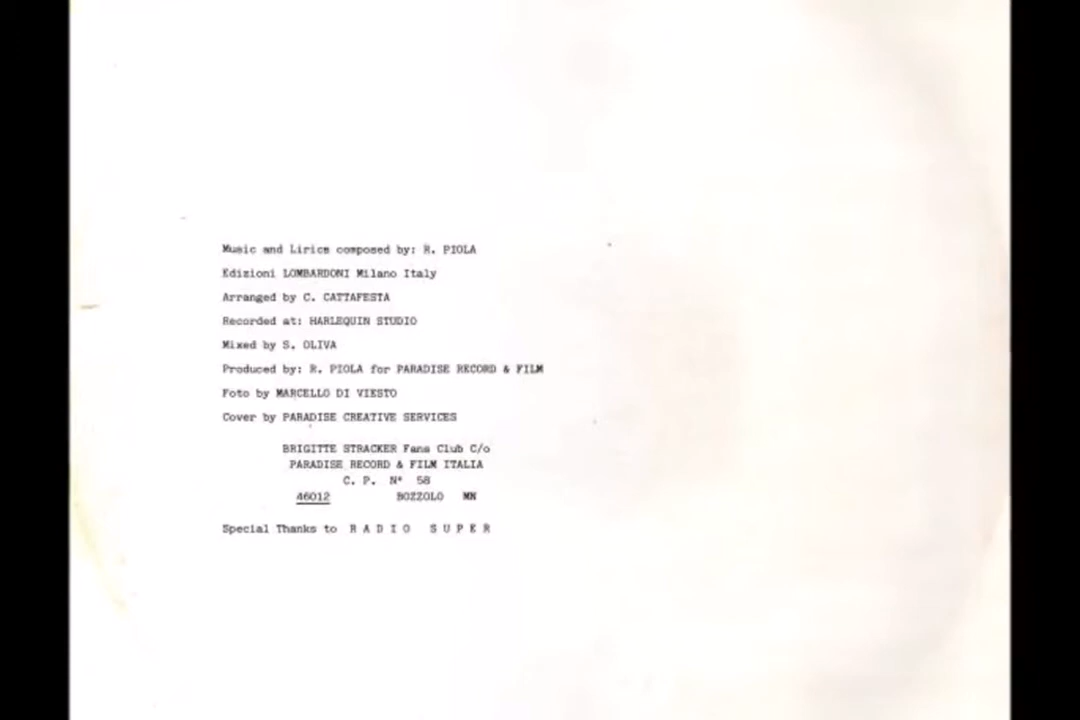 Music and Lirics composed by: R. PIOLA
Edizioni LOMBARDONI Milano Italy
Arranged by C. CATTAFESTA
Recorded at: HARLEQUIN STUDIO
Mixed by S. OLIVA
Produced by: R. PIOLA for PARADISE RECORD & FILM
Foto by MARCELLO DI VIESTO
Cover by PARADISE CREATIVE SERVICES
BRIGITTE STRACKER Fans Club C/o
PARADISE RECORD & FILM ITALIA
C. P. N° 58
46012 BOZZOLO MN
Special Thanks to R A D I O S U P E R